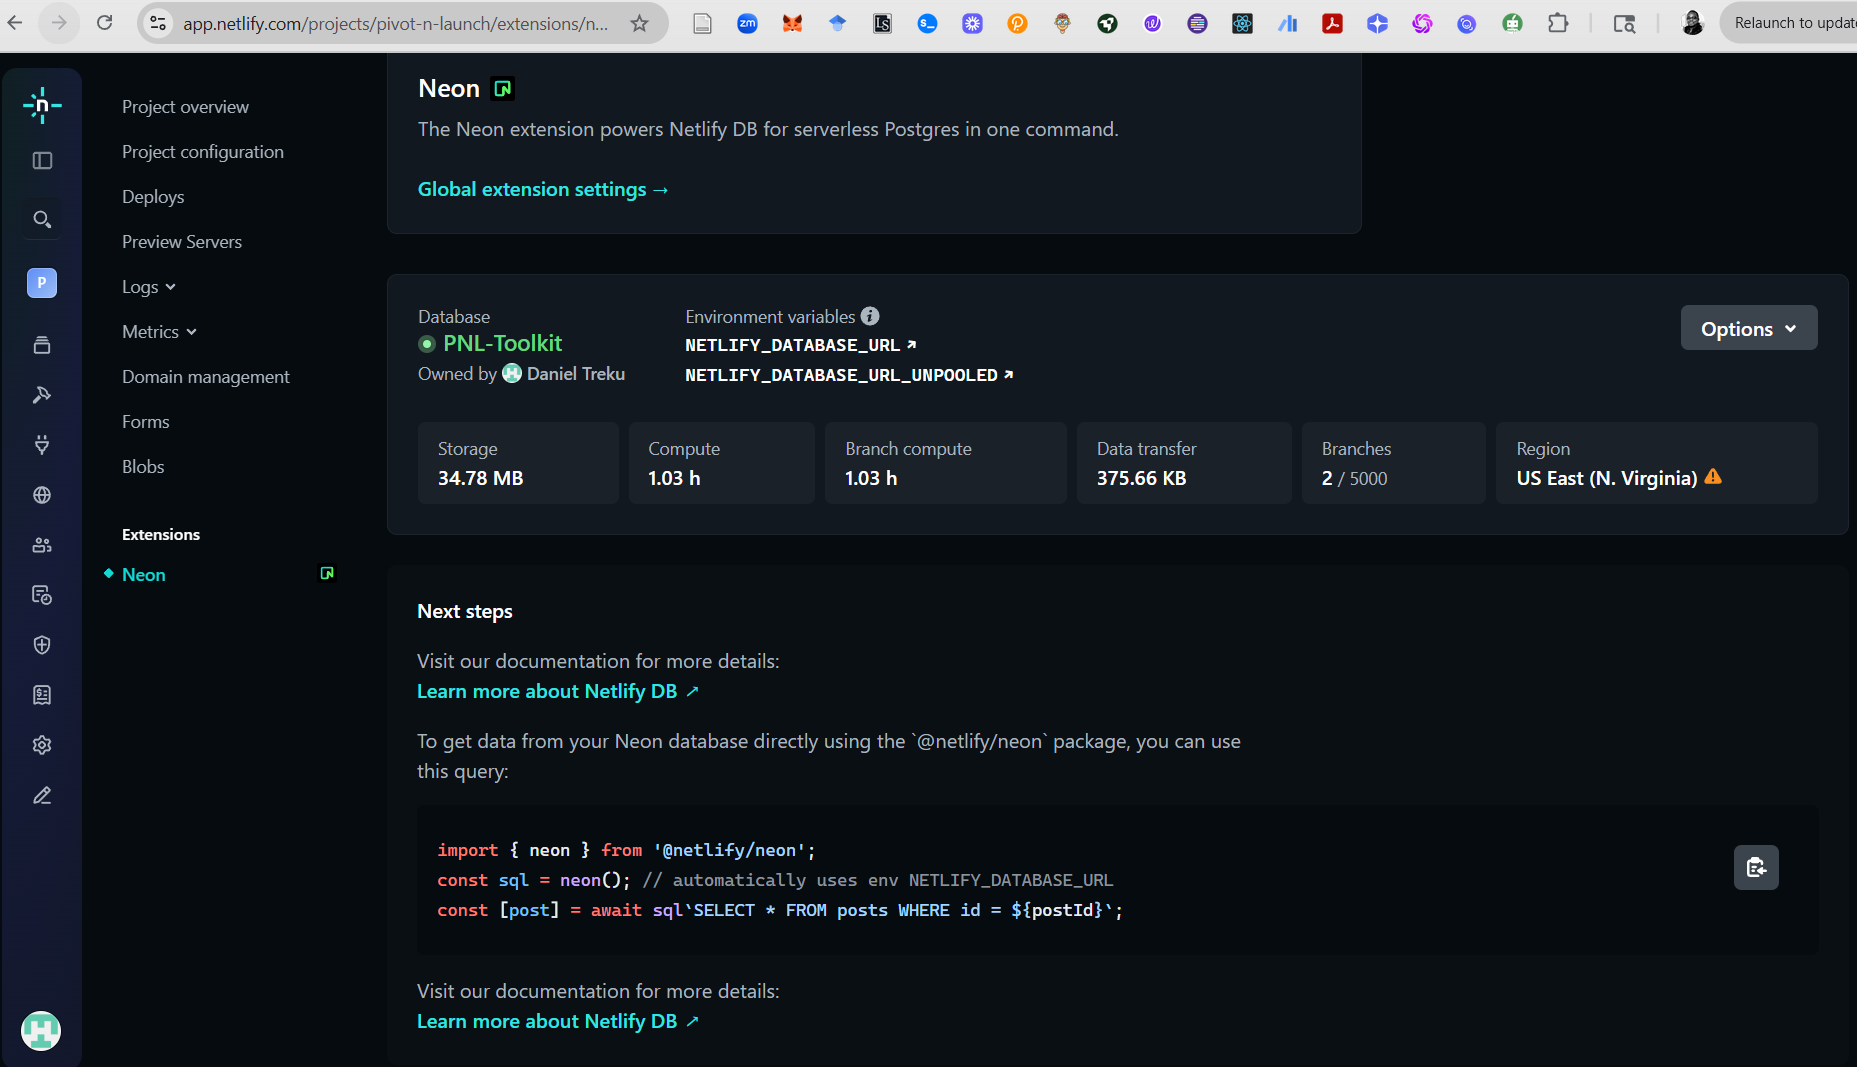 app.netlify.com/projects/pivot-n-launch/extensions/n...
Relaunch to update
Project overview
Project configuration
Deploys
Preview Servers
Logs
Metrics
Domain management
Forms
Blobs
Extensions
Neon
P
Neon
The Neon extension powers Netlify DB for serverless Postgres in one command.
Global extension settings →
Database
PNL-Toolkit
Owned by Daniel Treku
Environment variables
NETLIFY_DATABASE_URL ↗
NETLIFY_DATABASE_URL_UNPOOLED ↗
Options
Storage
34.78 MB
Compute
1.03 h
Branch compute
1.03 h
Data transfer
375.66 KB
Branches
2 / 5000
Region
US East (N. Virginia)
Next steps
Visit our documentation for more details:
Learn more about Netlify DB ↗
To get data from your Neon database directly using the `@netlify/neon` package, you can use
this query:
import { neon } from '@netlify/neon';
const sql = neon(); // automatically uses env NETLIFY_DATABASE_URL
const [post] = await sql`SELECT * FROM posts WHERE id = ${postId}`;
Visit our documentation for more details:
Learn more about Netlify DB ↗